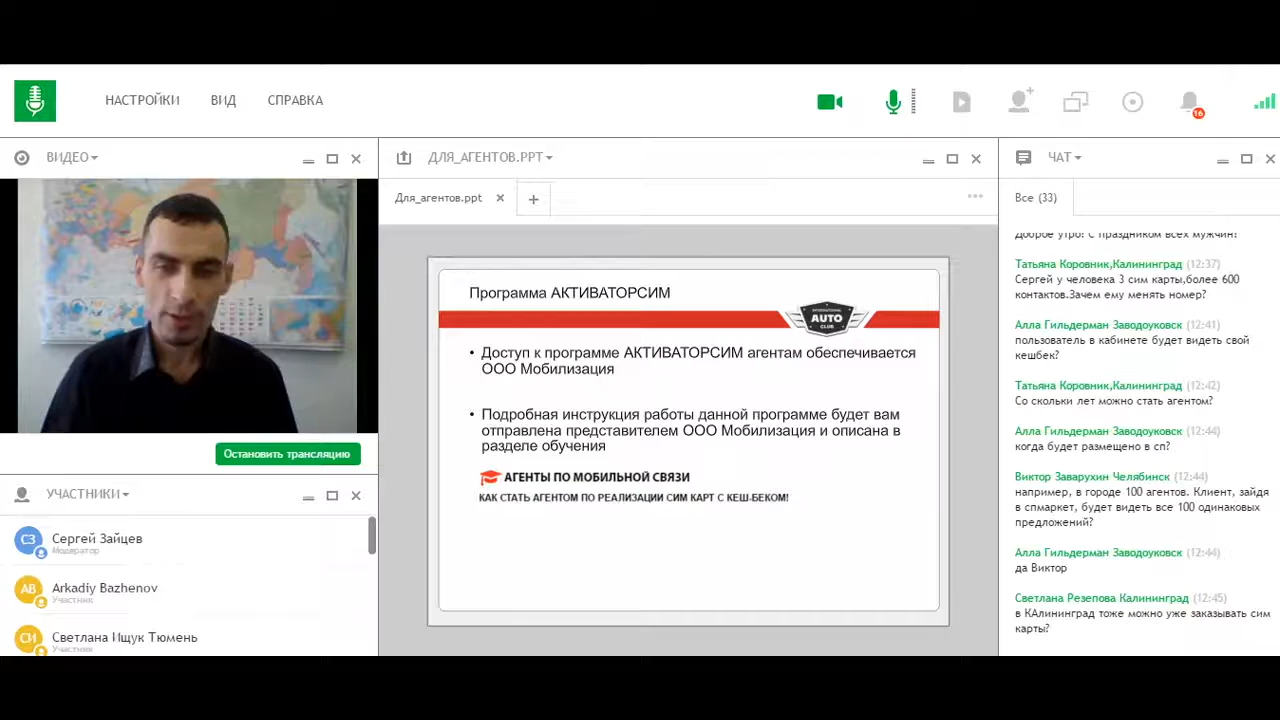 НАСТРОЙКИ ВИД СПРАВКА
16
ВИДЕО
ДЛЯ_АГЕНТОВ.PPT
ЧАТ
Для_агентов.ppt
Все (33)
Доброе утро! С праздником всех мужчин!
Татьяна Коровник,Калининград (12:37)
Сергей у человека 3 сим карты,более 600
контактов.Зачем ему менять номер?
Алла Гильдерман Заводоуковск (12:41)
пользователь в кабинете будет видеть свой
кешбек?
Татьяна Коровник,Калининград (12:42)
Со скольки лет можно стать агентом?
Алла Гильдерман Заводоуковск (12:44)
когда будет размещено в сп?
Виктор Заварухин Челябинск (12:44)
например, в городе 100 агентов. Клиент, зайдя
в спмаркет, будет видеть все 100 одинаковых
предложений?
Алла Гильдерман Заводоуковск (12:44)
да Виктор
Светлана Резепова Калининград (12:45)
в КАлининград тоже можно уже заказывать сим
карты?
Программа АКТИВАТОРСИМ
INTERNATIONAL
AUTO
CLUB
• Доступ к программе АКТИВАТОРСИМ агентам обеспечивается
ООО Мобилизация
• Подробная инструкция работы данной программе будет вам
отправлена представителем ООО Мобилизация и описана в
разделе обучения
АГЕНТЫ ПО МОБИЛЬНОЙ СВЯЗИ
КАК СТАТЬ АГЕНТОМ ПО РЕАЛИЗАЦИИ СИМ КАРТ С КЕШ-БЕКОМ!
Остановить трансляцию
УЧАСТНИКИ
СЗ
Сергей Зайцев
Модератор
AB
Arkadiy Bazhenov
Участник
СИ
Светлана Ищук Тюмень
Участник